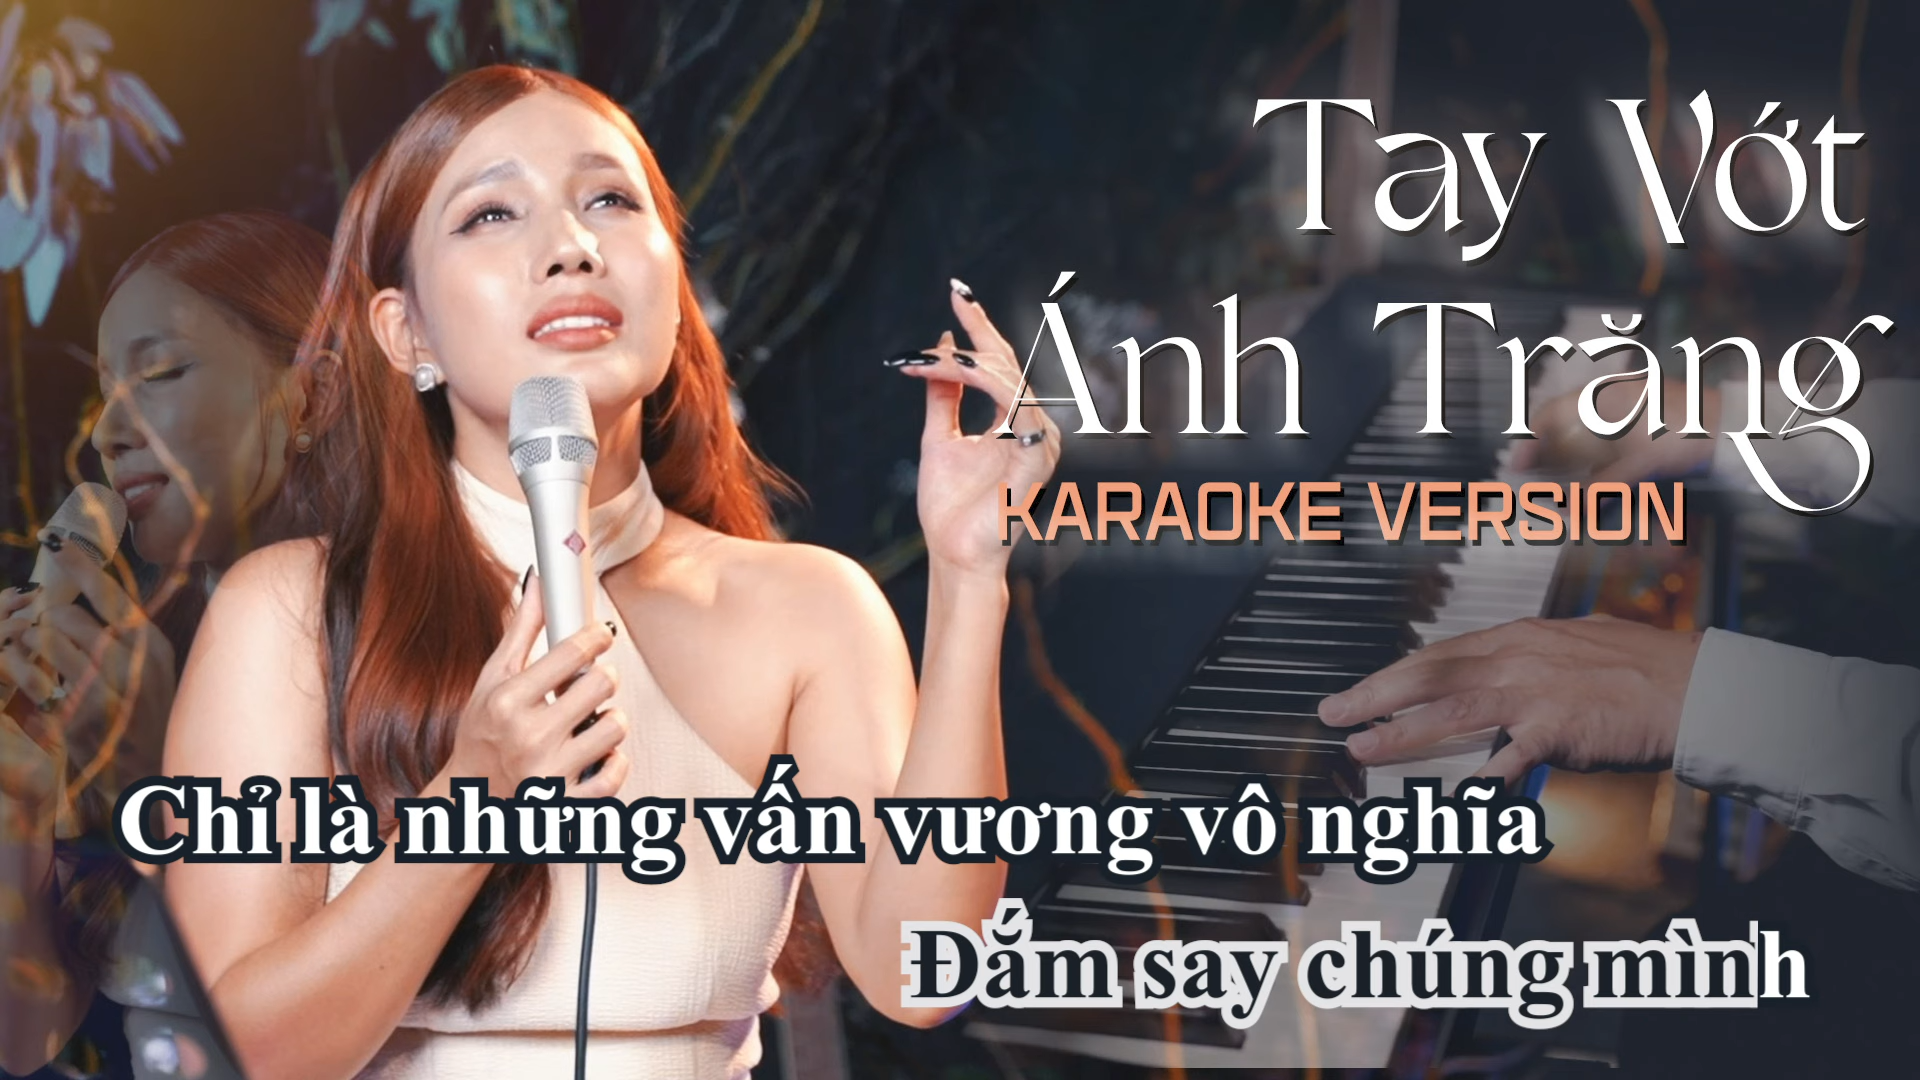 Tay Vớt
Ánh Trăng
KARAOKE VERSION
Chỉ là những vấn vương vô nghĩa
Đắm say chúng mình